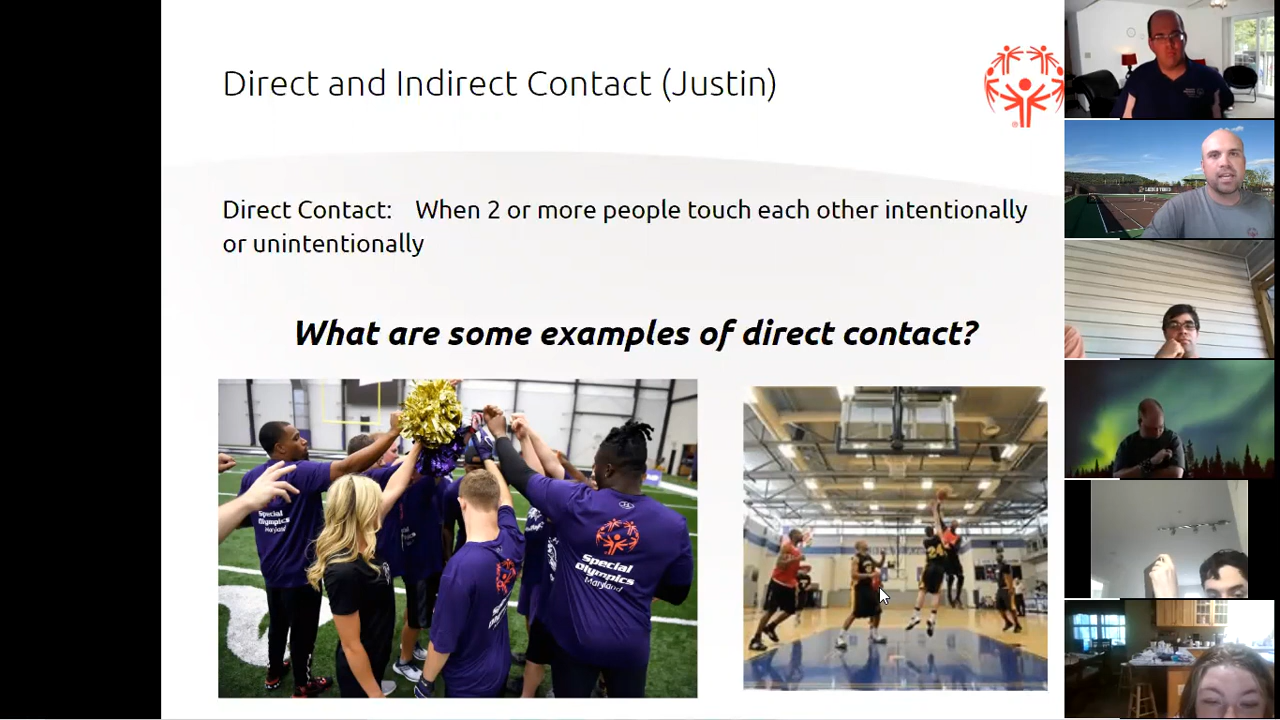 Direct and Indirect Contact (Justin)
Direct Contact: When 2 or more people touch each other intentionally
or unintentionally
What are some examples of direct contact?
Special
Olympics
Maryland
Special
Olympics
Maryland
24